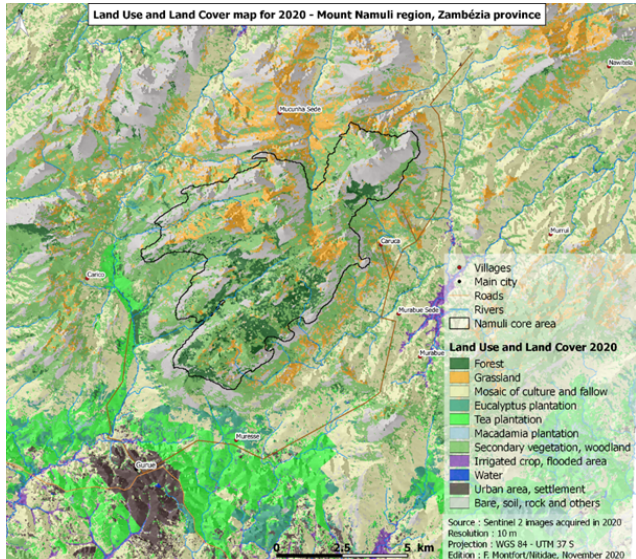 Land Use and Land Cover map for 2020 - Mount Namuli region, Zambézia province
Nawitela
Mucunha Sede
Murrul
Caruca
Carico
Murabue Sede
Murabue
Muresse
Gurue
Villages
Main city
Roads
Rivers
Namuli core area
Land Use and Land Cover 2020
Forest
Grassland
Mosaic of culture and fallow
Eucalyptus plantation
Tea plantation
Macadamia plantation
Secondary vegetation, woodland
Irrigated crop, flooded area
Water
Urban area, settlement
Bare, soil, rock and others
0 2.5 5 km
Source : Sentinel 2 images acquired in 2020
Resolution : 10 m
Projection : WGS 84 - UTM 37 S
Edition : F. Montfort/Nitidae, November 2020